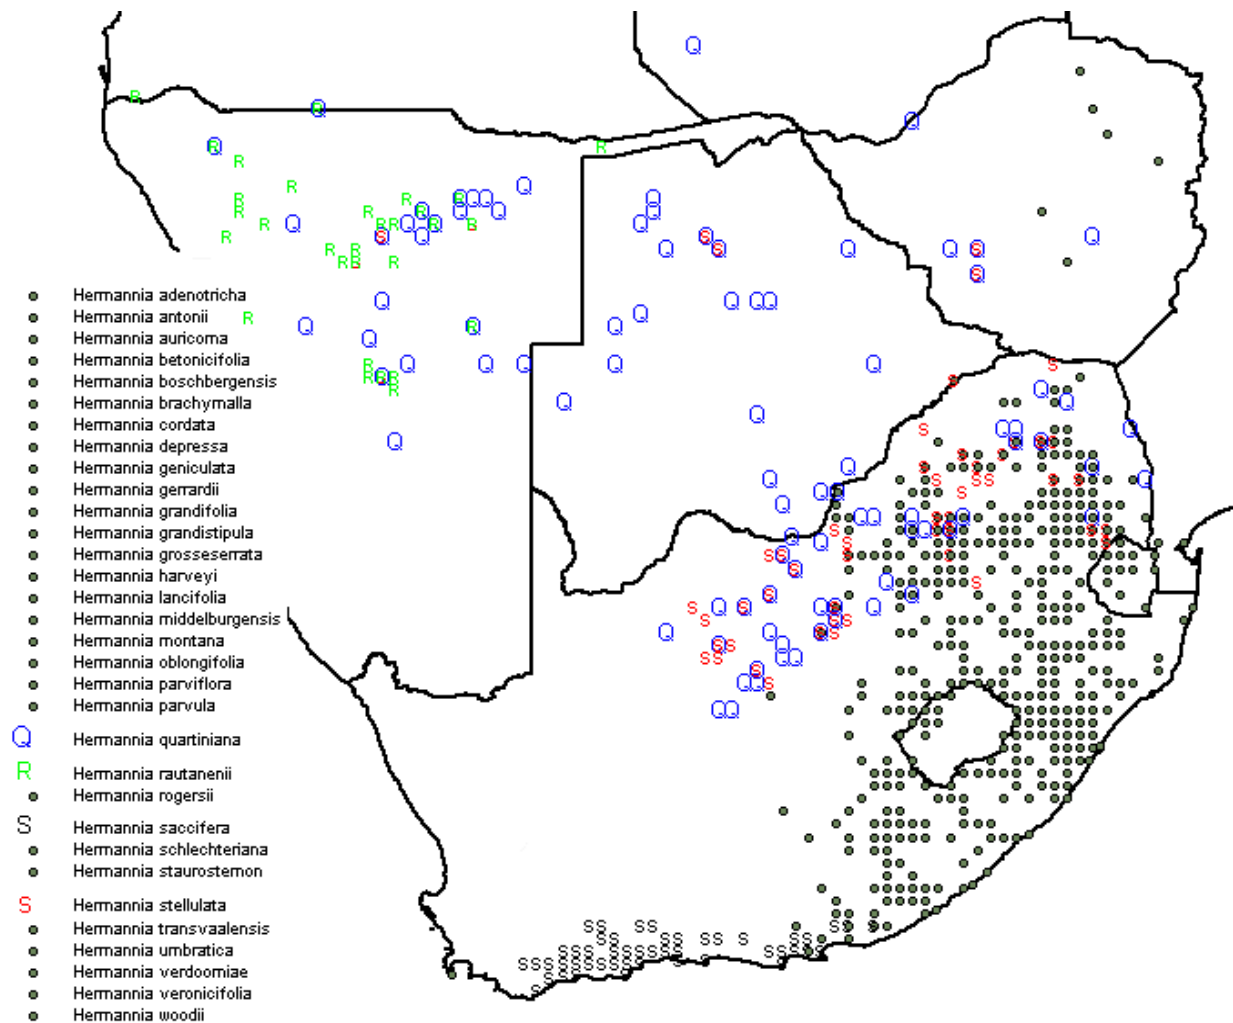 Hermannia adenotricha
Hermannia antonii
Hermannia auricoma
Hermannia betonicifolia
Hermannia boschbergensis
Hermannia brachymalla
Hermannia cordata
Hermannia depressa
Hermannia geniculata
Hermannia gerrardii
Hermannia grandifolia
Hermannia grandistipula
Hermannia grosseserrata
Hermannia harveyi
Hermannia lancifolia
Hermannia middelburgensis
Hermannia montana
Hermannia oblongifolia
Hermannia parviflora
Hermannia parvula
Q Hermannia quartiniana
R Hermannia rautanenii
Hermannia rogersii
S Hermannia saccifera
Hermannia schlechteriana
Hermannia staurostemon
S Hermannia stellulata
Hermannia transvaalensis
Hermannia umbratica
Hermannia verdoorniae
Hermannia veronicifolia
Hermannia woodii